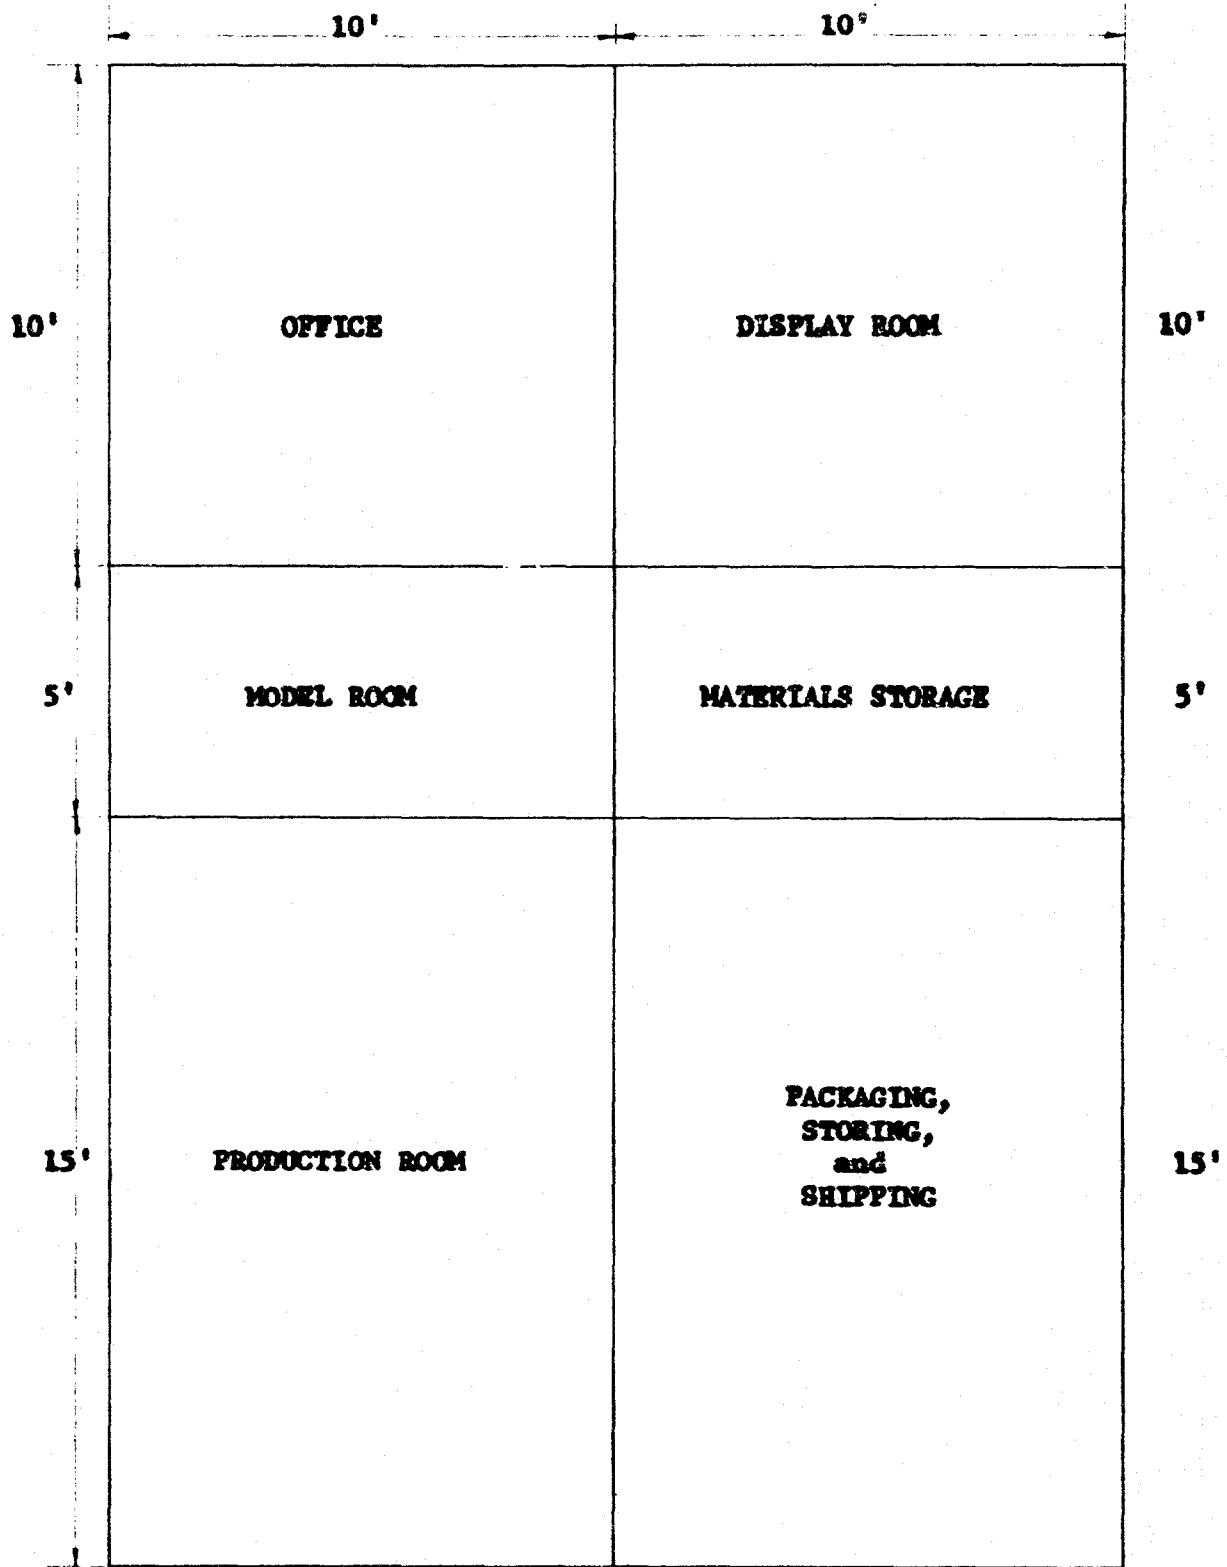 10' 10'
10' OFFICE DISPLAY ROOM 10'
5' MODEL ROOM MATERIALS STORAGE 5'
PACKAGING,
STORING,
15' PRODUCTION ROOM and 15'
SHIPPING